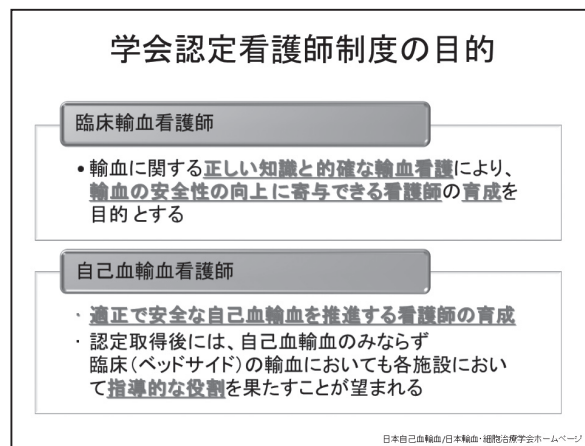 学会認定看護師制度の目的
臨床輸血看護師
•輸血に関する正しい知識と的確な輸血看護により、
輸血の安全性の向上に寄与できる看護師の育成を
目的とする
自己血輸血看護師
・適正で安全な自己血輸血を推進する看護師の育成
・認定取得後には、自己血輸血のみならず
臨床（ベッドサイド）の輸血においても各施設におい
て指導的な役割を果たすことが望まれる
日本自己血輸血/日本輸血・細胞治療学会ホームページ